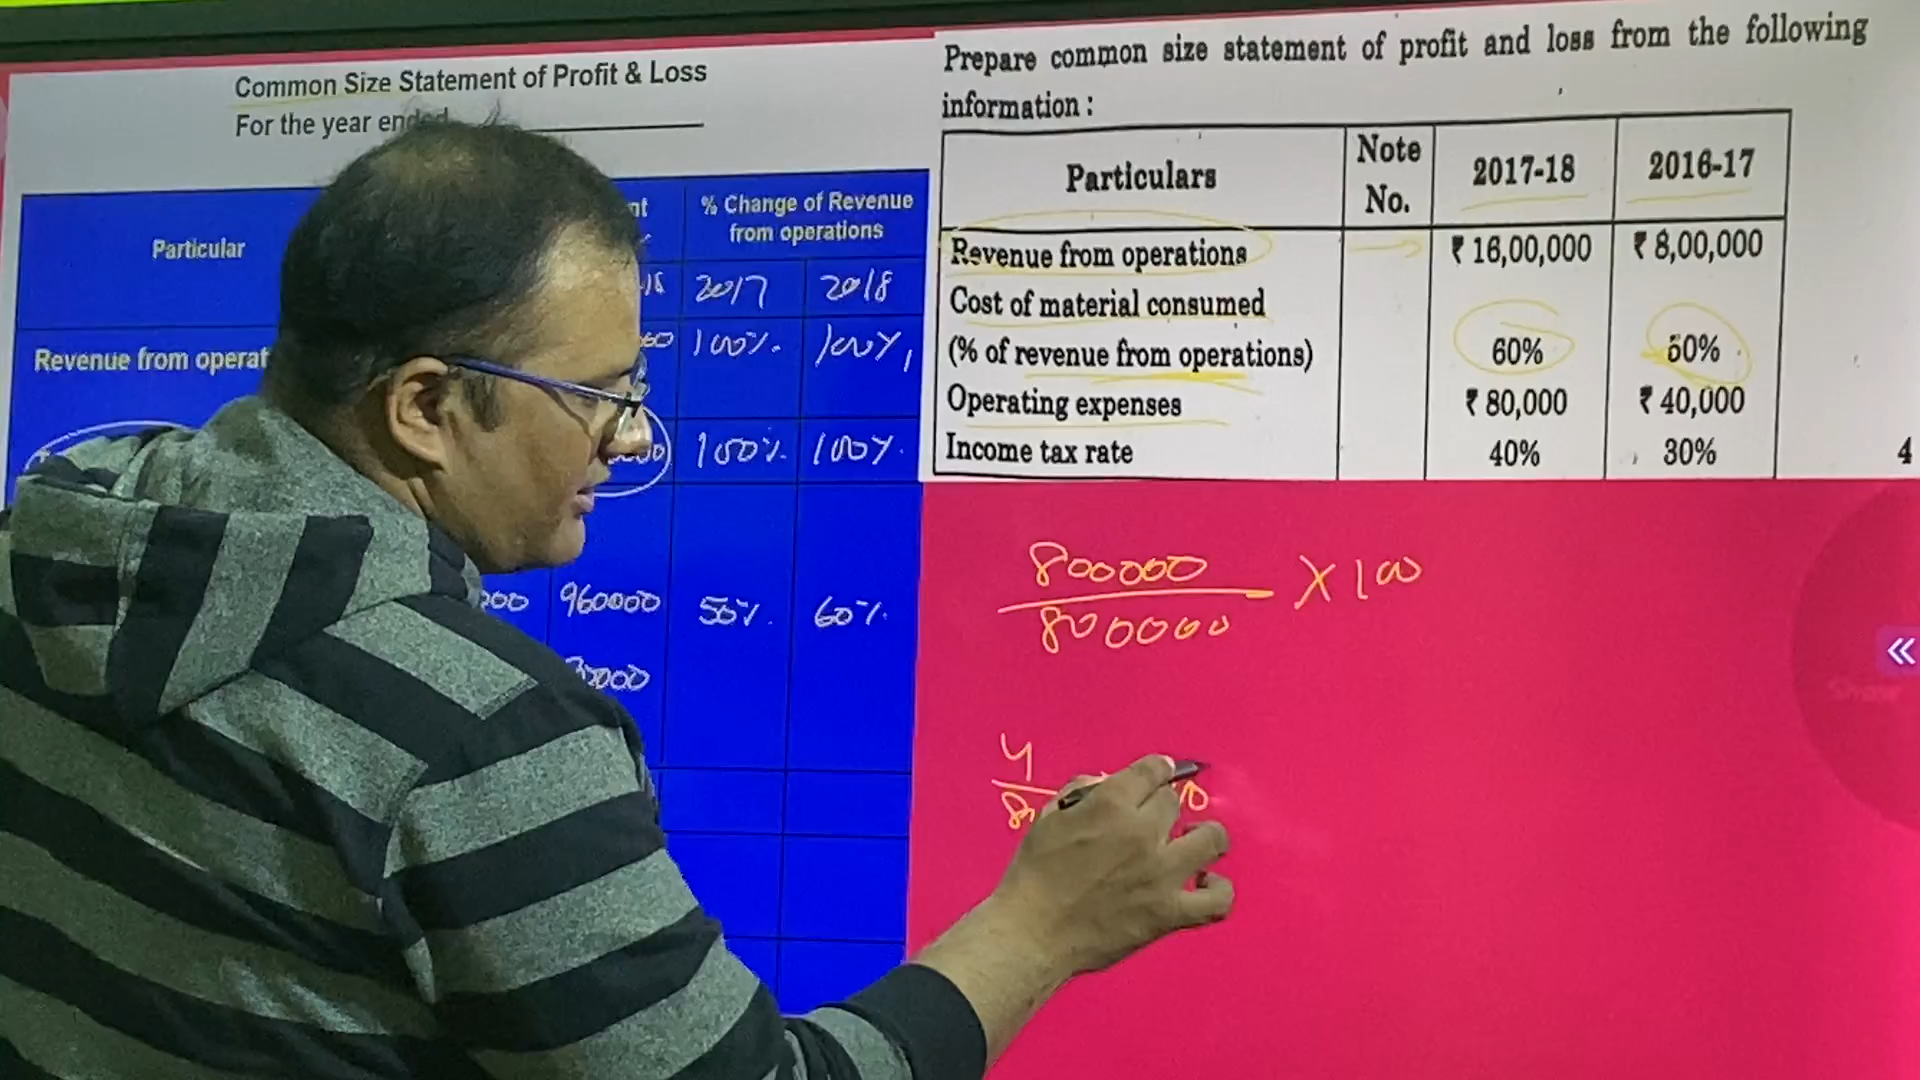 Common Size Statement of Profit & Loss
For the year ended
Particular
% Change of Revenue
from operations
2017 2018
Revenue from operat
100% 100%
100% 100%
960000 50% 60%
Prepare common size statement of profit and loss from the following
information :
Particulars Note No. 2017-18 2016-17
Revenue from operations ₹ 16,00,000 ₹ 8,00,000
Cost of material consumed
(% of revenue from operations) 60% 50%
Operating expenses ₹ 80,000 ₹ 40,000
Income tax rate 40% 30%
4
800000
800000 × 100
4
8